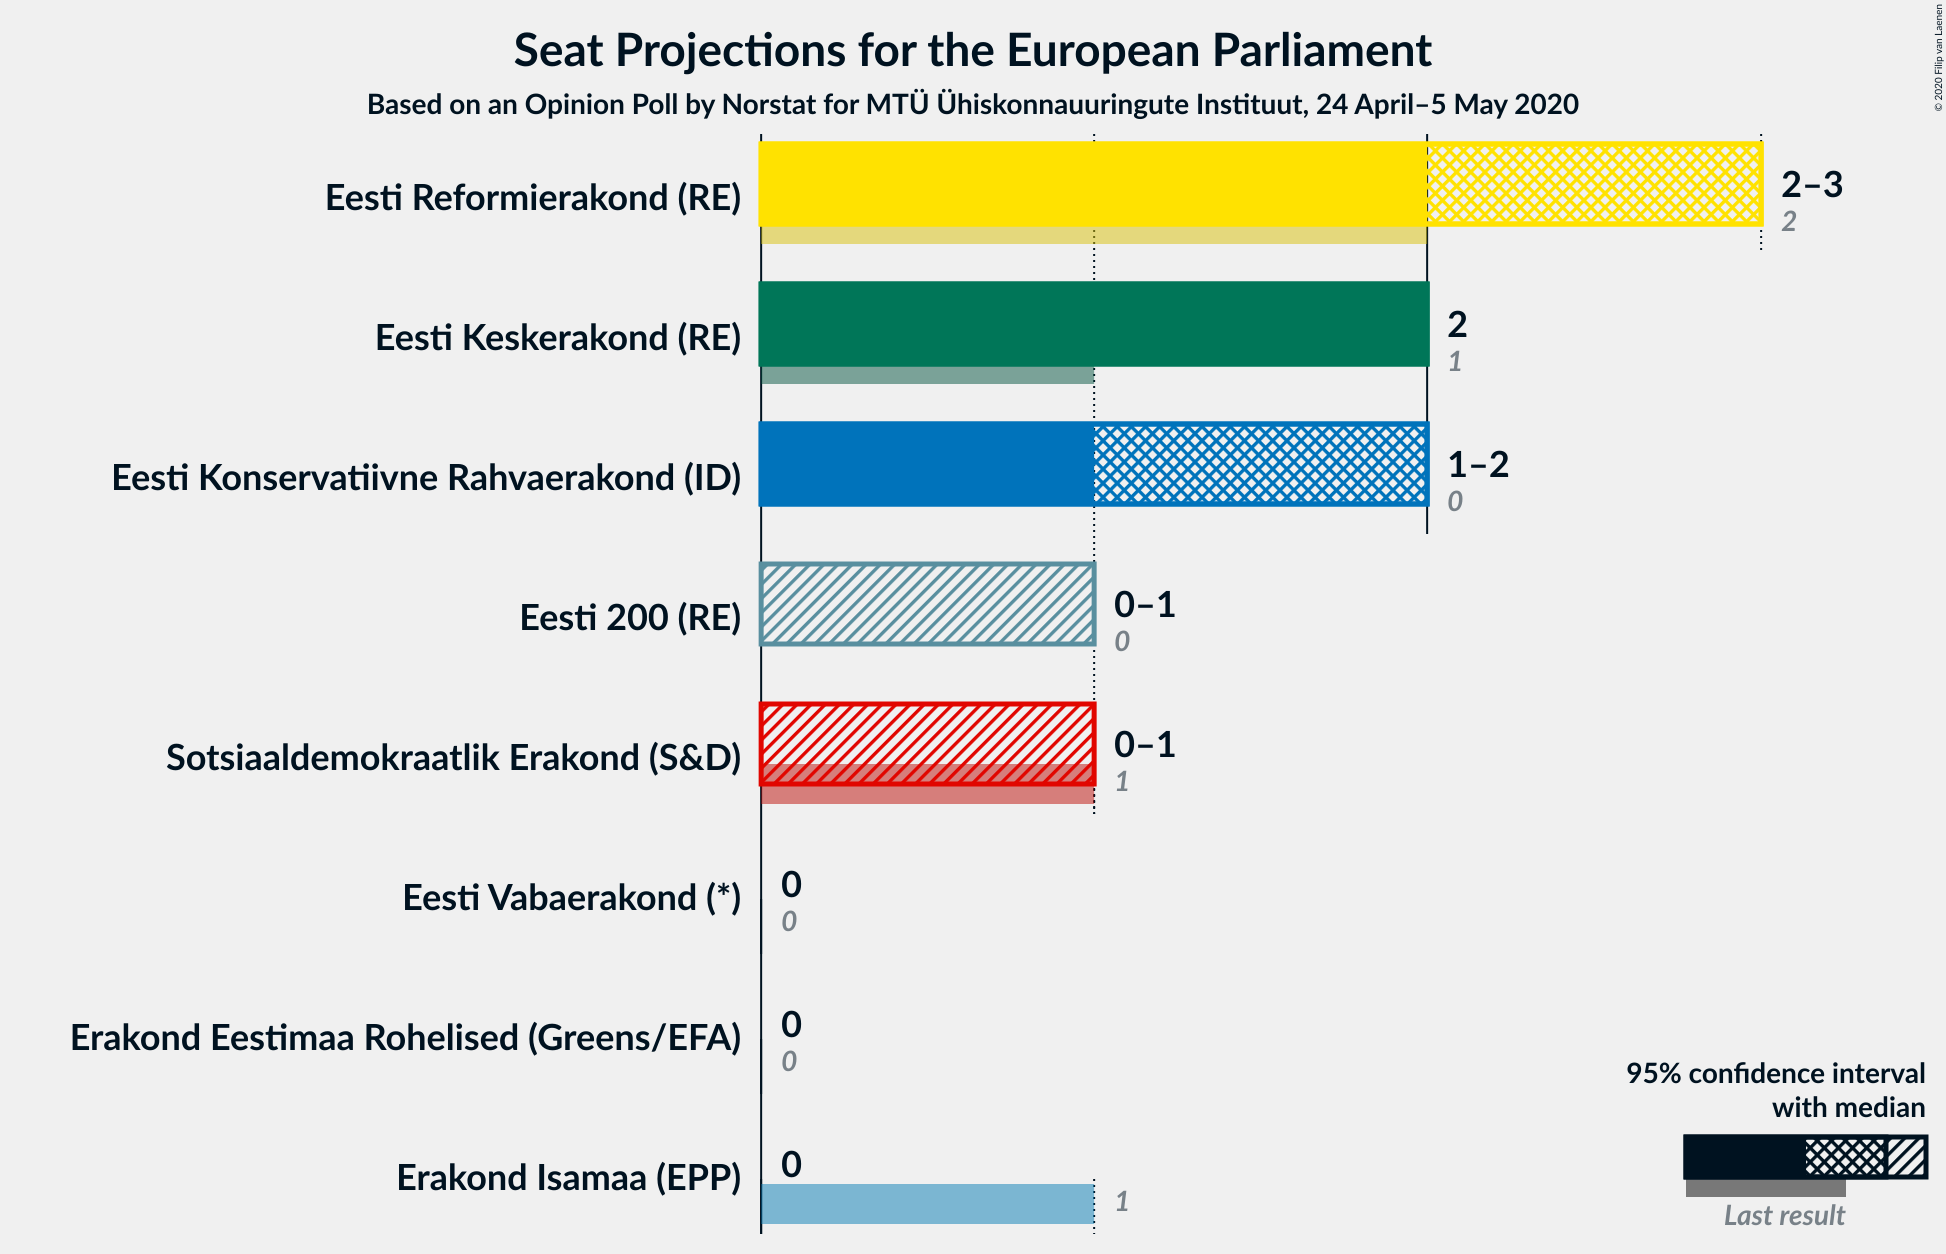 Seat Projections for the European Parliament
Based on an Opinion Poll by Norstat for MTÜ Ühiskonnauuringute Instituut, 24 April–5 May 2020
© 2020 Filip van Laenen
Eesti Reformierakond (RE)
2–3
2
Eesti Keskerakond (RE)
2
1
Eesti Konservatiivne Rahvaerakond (ID)
1–2
0
Eesti 200 (RE)
0–1
0
Sotsiaaldemokraatlik Erakond (S&D)
0–1
1
Eesti Vabaerakond (*)
0
0
Erakond Eestimaa Rohelised (Greens/EFA)
0
0
Erakond Isamaa (EPP)
0
1
95% confidence interval
with median
Last result